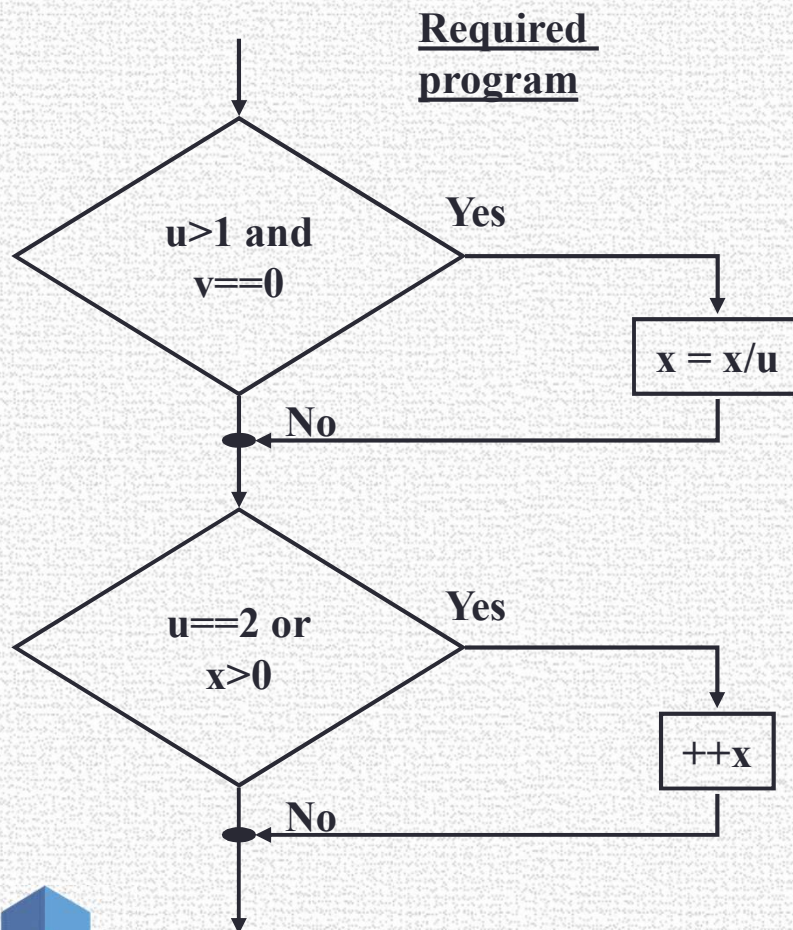 Required
program
u>1 and
v==0
Yes
x = x/u
No
u==2 or
x>0
Yes
++x
No